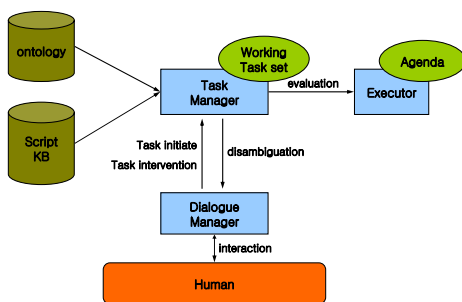 ontology
Working
Task set
Agenda
Task
Manager
evaluation
Executor
Script
KB
Task initiate
Task intervention
disambiguation
Dialogue
Manager
interaction
Human